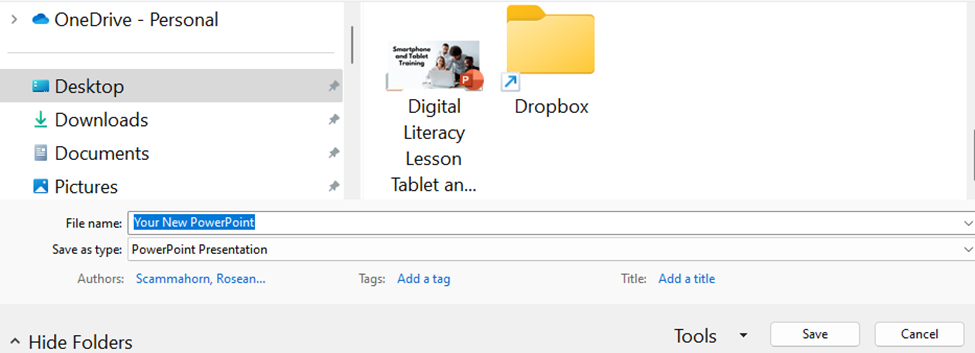 OneDrive - Personal
Desktop
Downloads
Documents
Pictures
Smartphone
and Tablet
Training
P
Digital
Literacy
Lesson
Tablet an...
Dropbox
File name: Your New PowerPoint
Save as type: PowerPoint Presentation
Authors: Scammahorn, Rosean... Tags: Add a tag Title: Add a title
Hide Folders Tools Save Cancel